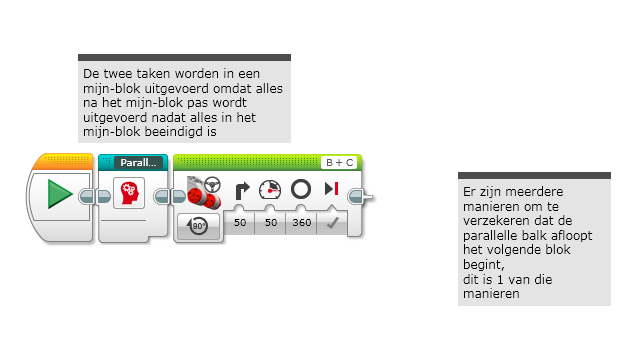 De twee taken worden in een
mijn-blok uitgevoerd omdat alles
na het mijn-blok pas wordt
uitgevoerd nadat alles in het
mijn-blok beeindigd is
Parall...
B + C
90°
50 50 360
Er zijn meerdere
manieren om te
verzekeren dat de
parallelle balk afloopt
het volgende blok
begint,
dit is 1 van die
manieren